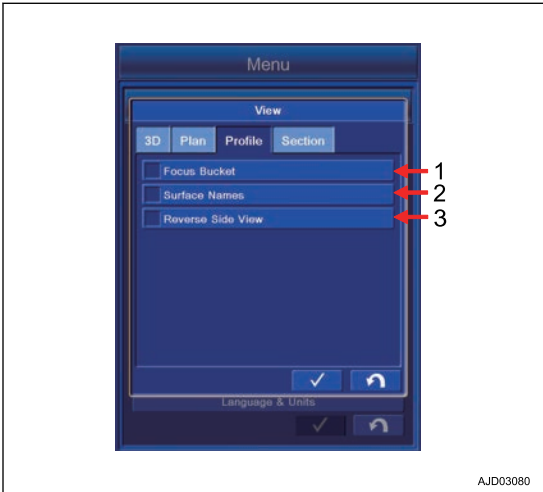 Menu
View
3D Plan Profile Section
Focus Bucket 1
Surface Names 2
Reverse Side View 3
Language & Units
AJD03080